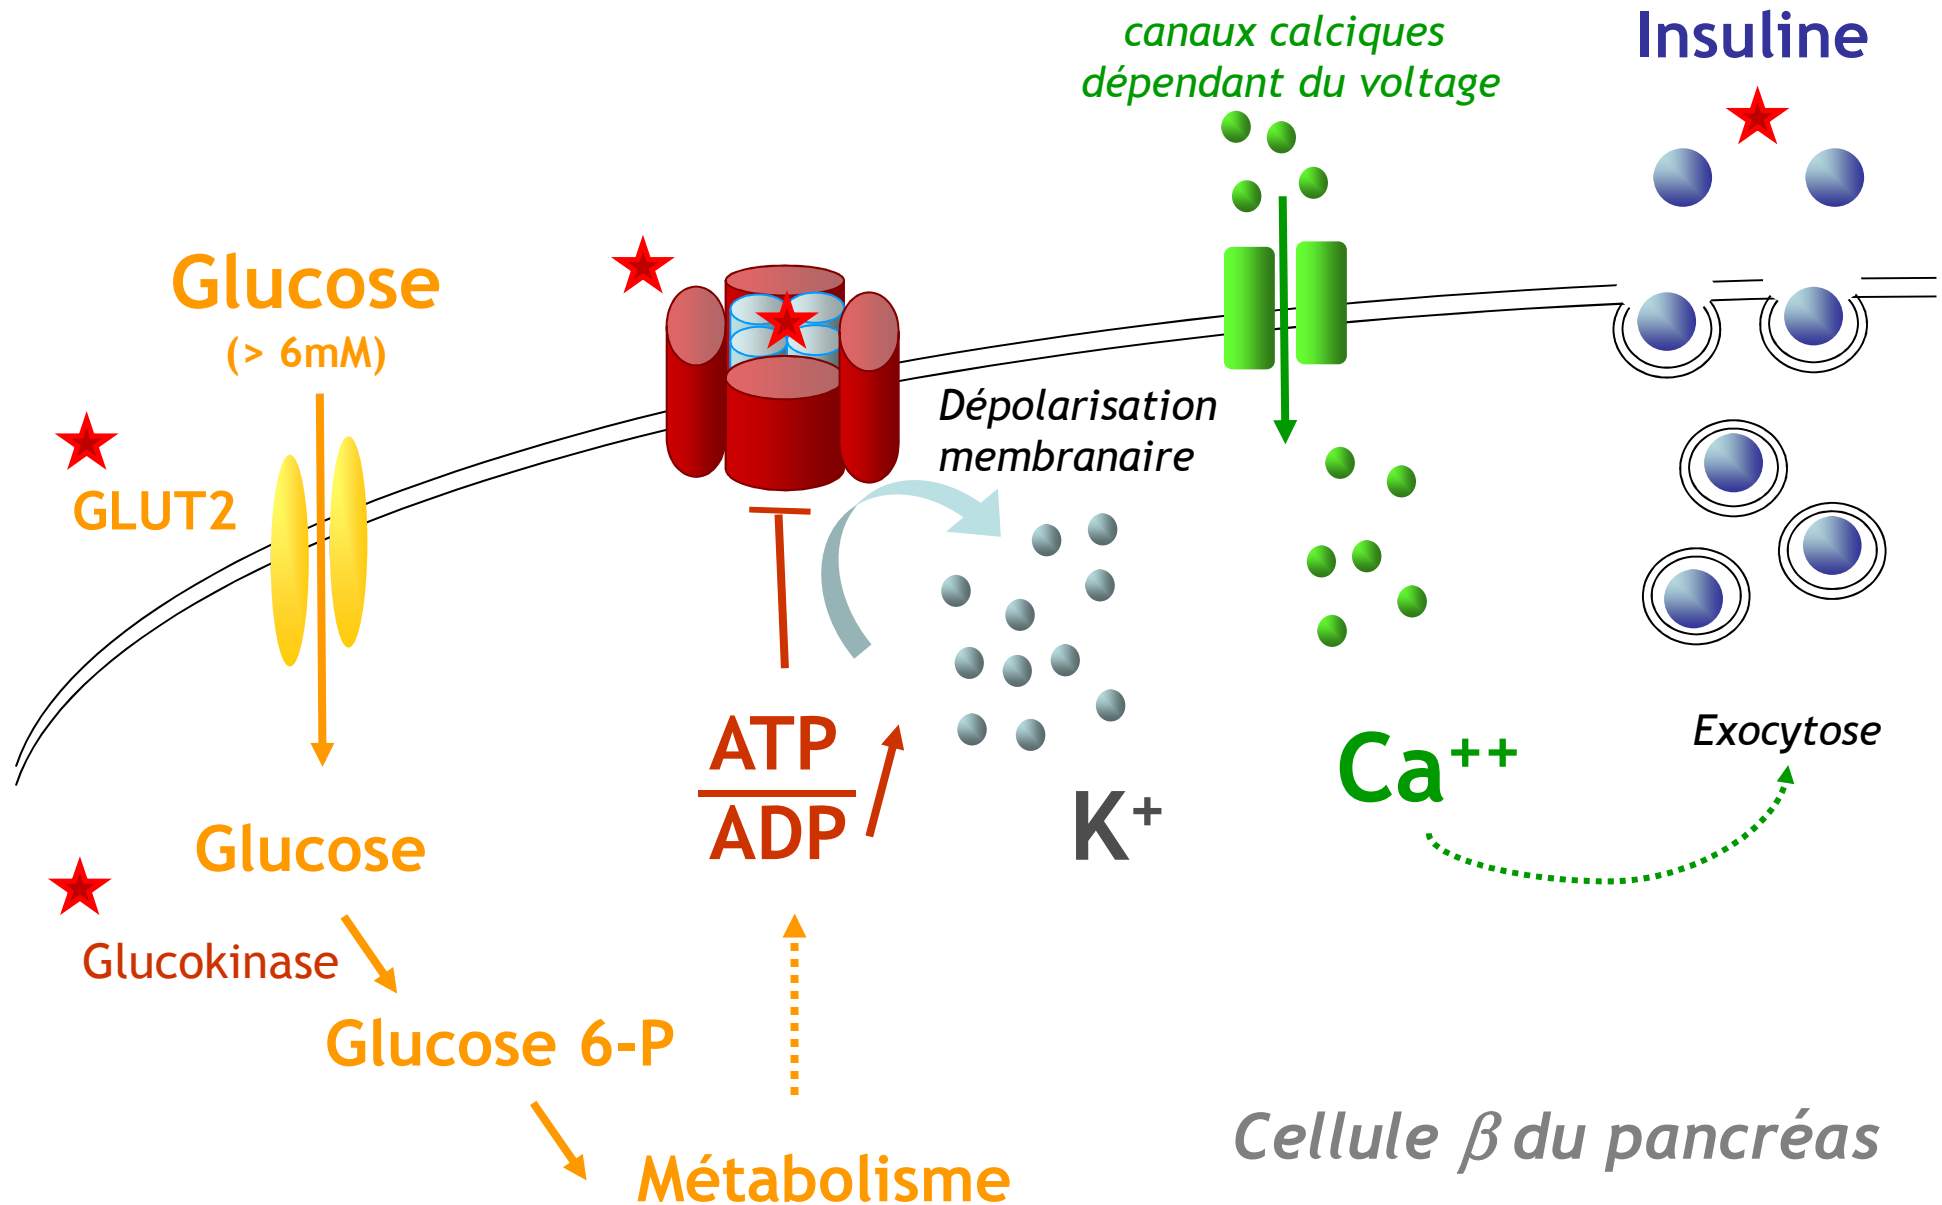 canaux calciques
dépendant du voltage
Insuline
Glucose
(> 6mM)
GLUT2
Dépolarisation
membranaire
ATP
ADP
K+
Ca++
Exocytose
Glucose
Glucokinase
Glucose 6-P
Métabolisme
Cellule β du pancréas